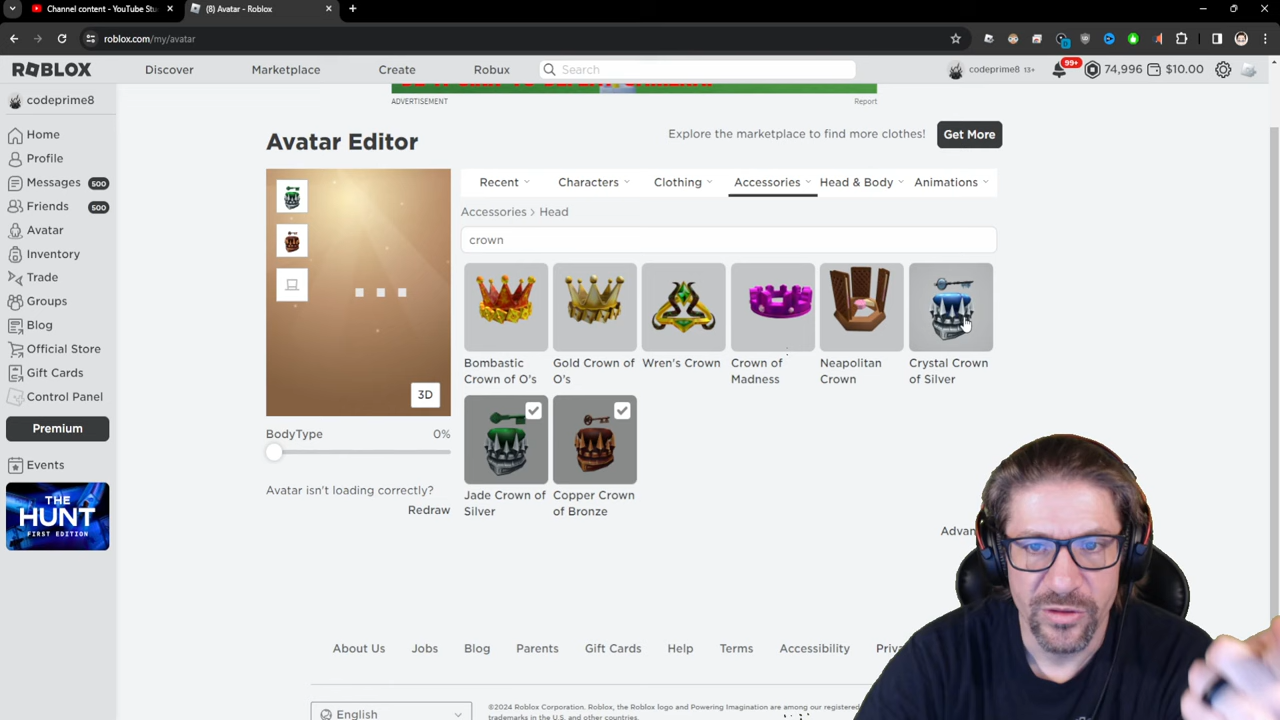 Channel content - YouTube Stu
(8) Avatar - Roblox
roblox.com/my/avatar
ROBLOX
Discover
Marketplace
Create
Robux
Search
codeprime8 13+
99+
74,996
$10.00
codeprime8
Home
Profile
Messages 500
Friends 500
Avatar
Inventory
Trade
Groups
Blog
Official Store
Gift Cards
Control Panel
Premium
Events
THE
HUNT
FIRST EDITION
ADVERTISEMENT
Report
Avatar Editor
Explore the marketplace to find more clothes!
Get More
Recent
Characters
Clothing
Accessories
Head & Body
Animations
Accessories > Head
crown
3D
BodyType 0%
Avatar isn't loading correctly?
Redraw
Bombastic
Crown of O's
Gold Crown of
O's
Wren's Crown
Crown of
Madness
Neapolitan
Crown
Crystal Crown
of Silver
Jade Crown of
Silver
Copper Crown
of Bronze
Advan
About Us
Jobs
Blog
Parents
Gift Cards
Help
Terms
Accessibility
Priva
English
©2024 Roblox Corporation. Roblox, the Roblox logo and Powering Imagination are among our registered
trademarks in the U.S. and other countries.